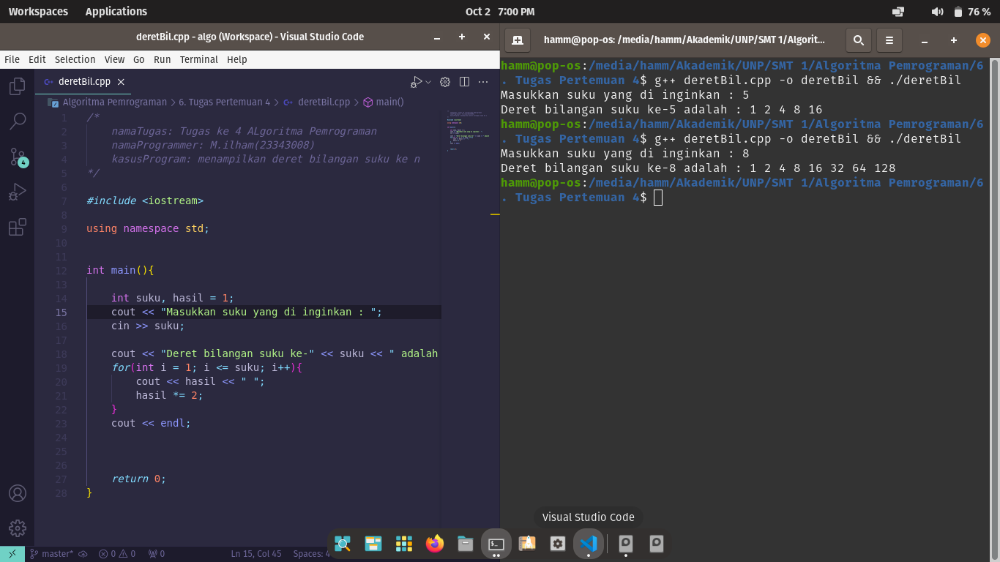 Workspaces Applications Oct 2 7:00 PM 76 %
deretBil.cpp - algo (Workspace) - Visual Studio Code
File Edit Selection View Go Run Terminal Help
deretBil.cpp
Algoritma Pemrograman > 6. Tugas Pertemuan 4 > deretBil.cpp > main()
1 /*
2 namaTugas: Tugas ke 4 ALgoritma Pemrograman
3 namaProgrammer: M.ilham(23343008)
4 kasusProgram: menampilkan deret bilangan suku ke n
5 */
6
7 #include <iostream>
8
9 using namespace std;
10
11
12 int main(){
13
14 int suku, hasil = 1;
15 cout << "Masukkan suku yang di inginkan : ";
16 cin >> suku;
17
18 cout << "Deret bilangan suku ke-" << suku << " adalah
19 for(int i = 1; i <= suku; i++){
20 cout << hasil << " ";
21 hasil *= 2;
22 }
23 cout << endl;
24
25
26
27 return 0;
28 }
4
master* 0 0 0 Ln 15, Col 45 Spaces: 4
hamm@pop-os: /media/hamm/Akademik/UNP/SMT 1/Algorit...
hamm@pop-os:/media/hamm/Akademik/UNP/SMT 1/Algoritma Pemrograman/6
. Tugas Pertemuan 4$ g++ deretBil.cpp -o deretBil && ./deretBil
Masukkan suku yang di inginkan : 5
Deret bilangan suku ke-5 adalah : 1 2 4 8 16
hamm@pop-os:/media/hamm/Akademik/UNP/SMT 1/Algoritma Pemrograman/6
. Tugas Pertemuan 4$ g++ deretBil.cpp -o deretBil && ./deretBil
Masukkan suku yang di inginkan : 8
Deret bilangan suku ke-8 adalah : 1 2 4 8 16 32 64 128
hamm@pop-os:/media/hamm/Akademik/UNP/SMT 1/Algoritma Pemrograman/6
. Tugas Pertemuan 4$
Visual Studio Code